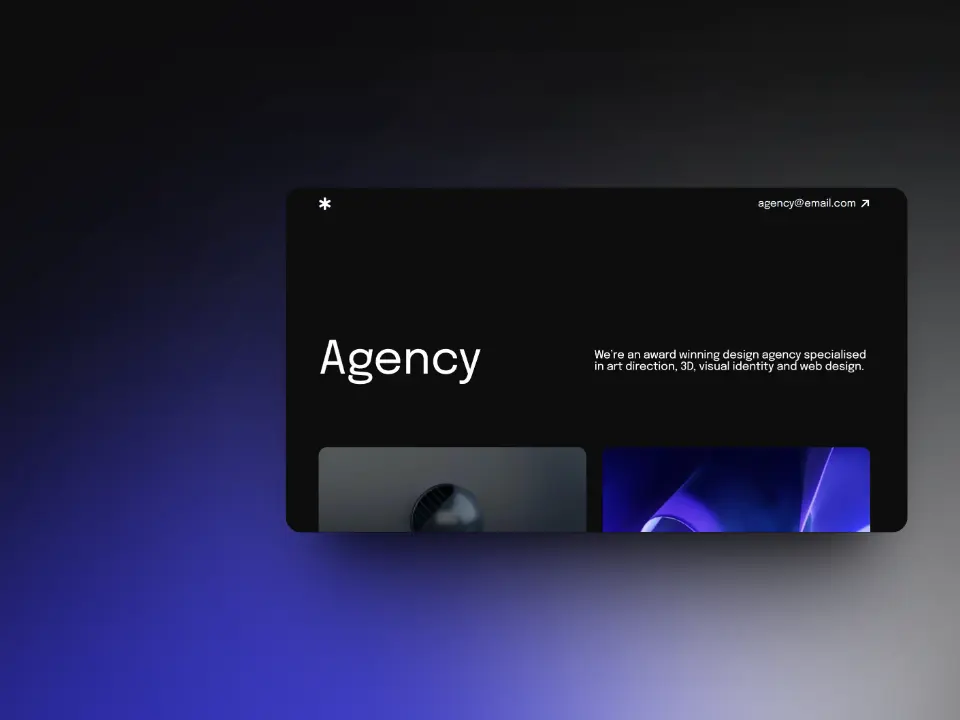 agency@email.com
Agency
We're an award winning design agency specialised
in art direction, 3D, visual identity and web design.